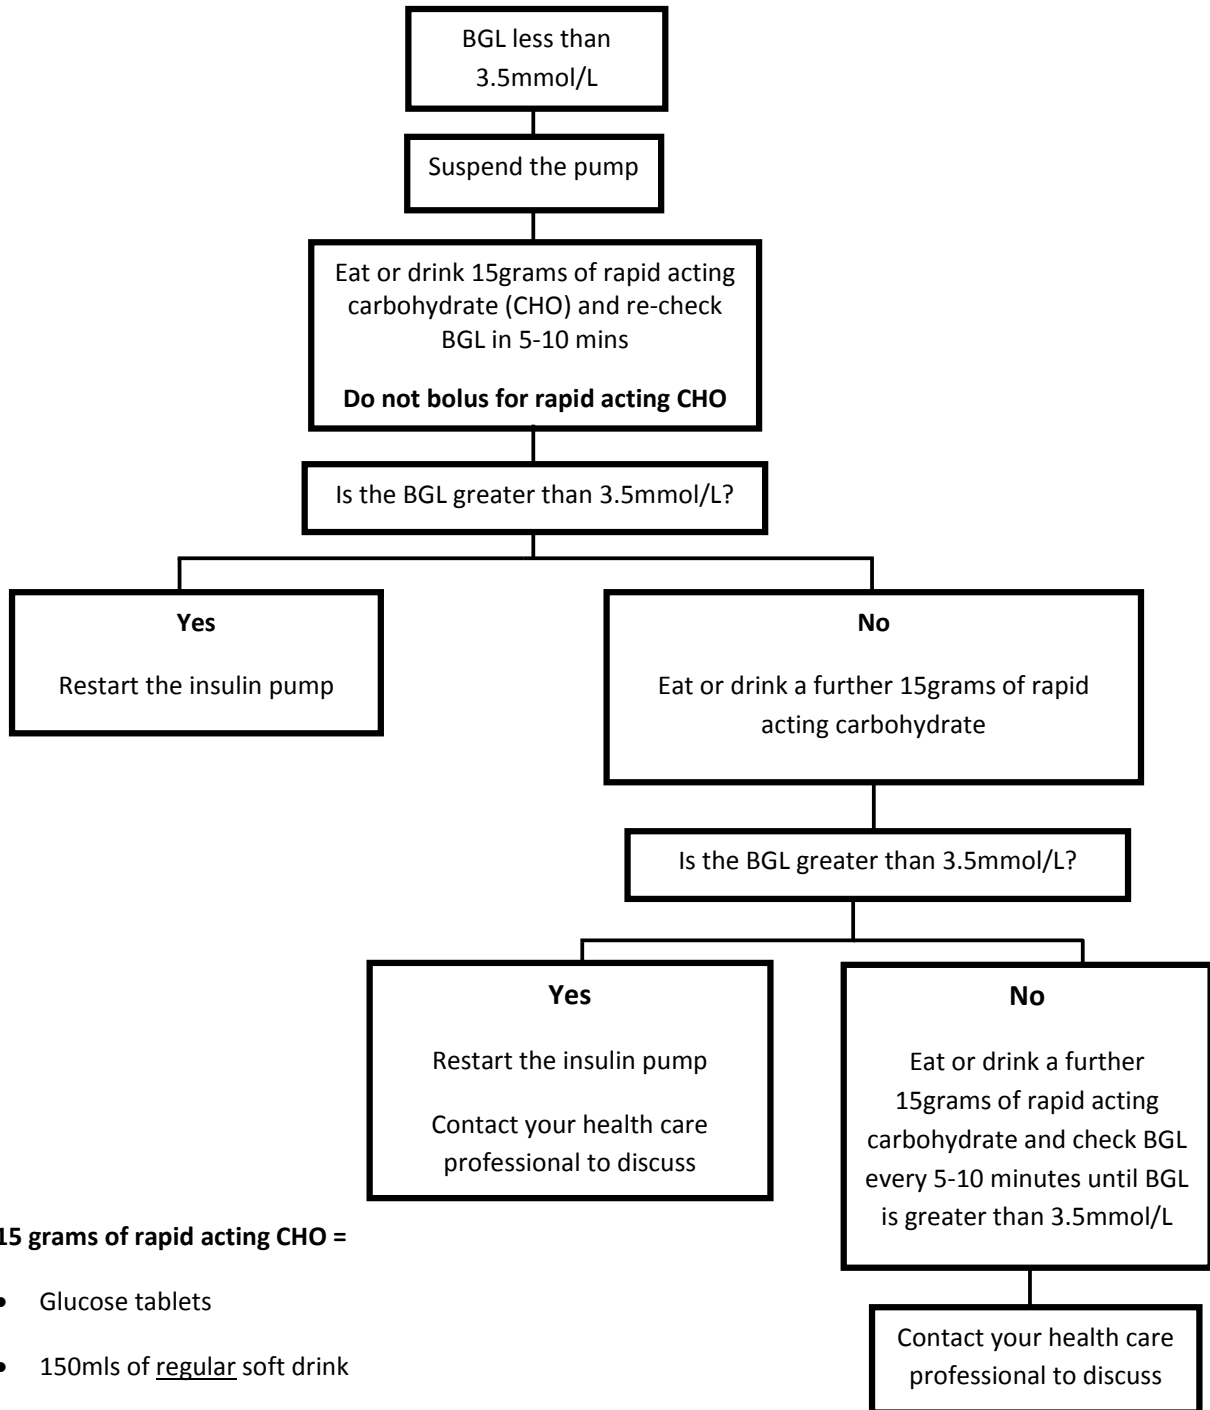 BGL less than
3.5mmol/L
Suspend the pump
Eat or drink 15grams of rapid acting
carbohydrate (CHO) and re-check
BGL in 5-10 mins
Do not bolus for rapid acting CHO
Is the BGL greater than 3.5mmol/L?
Yes
Restart the insulin pump
No
Eat or drink a further 15grams of rapid
acting carbohydrate
Is the BGL greater than 3.5mmol/L?
Yes
Restart the insulin pump
Contact your health care
professional to discuss
No
Eat or drink a further
15grams of rapid acting
carbohydrate and check BGL
every 5-10 minutes until BGL
is greater than 3.5mmol/L
Contact your health care
professional to discuss
15 grams of rapid acting CHO =
• Glucose tablets
• 150mls of regular soft drink